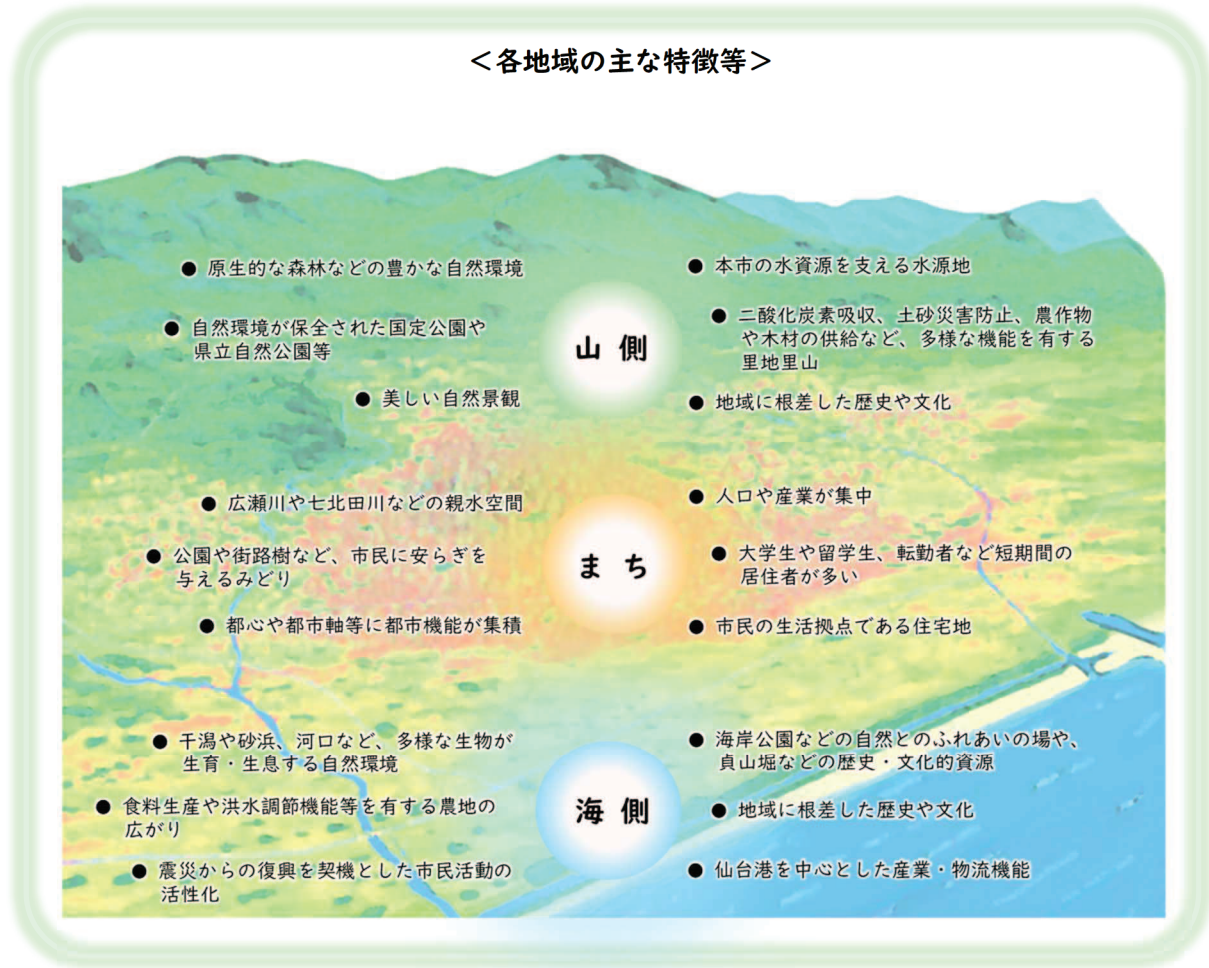 ＜各地域の主な特徴等＞
● 原生的な森林などの豊かな自然環境
● 自然環境が保全された国定公園や
県立自然公園等
● 美しい自然景観
山 側
● 本市の水資源を支える水源地
● 二酸化炭素吸収、土砂災害防止、農作物
や木材の供給など、多様な機能を有する
里地里山
● 地域に根差した歴史や文化
● 広瀬川や七北田川などの親水空間
● 公園や街路樹など、市民に安らぎを
与えるみどり
● 都心や都市軸等に都市機能が集積
ま ち
● 人口や産業が集中
● 大学生や留学生、転勤者など短期間の
居住者が多い
● 市民の生活拠点である住宅地
● 干潟や砂浜、河口など、多様な生物が
生育・生息する自然環境
● 食料生産や洪水調節機能等を有する農地の
広がり
● 震災からの復興を契機とした市民活動の
活性化
海 側
● 海岸公園などの自然とのふれあいの場や、
貞山堀などの歴史・文化的資源
● 地域に根差した歴史や文化
● 仙台港を中心とした産業・物流機能